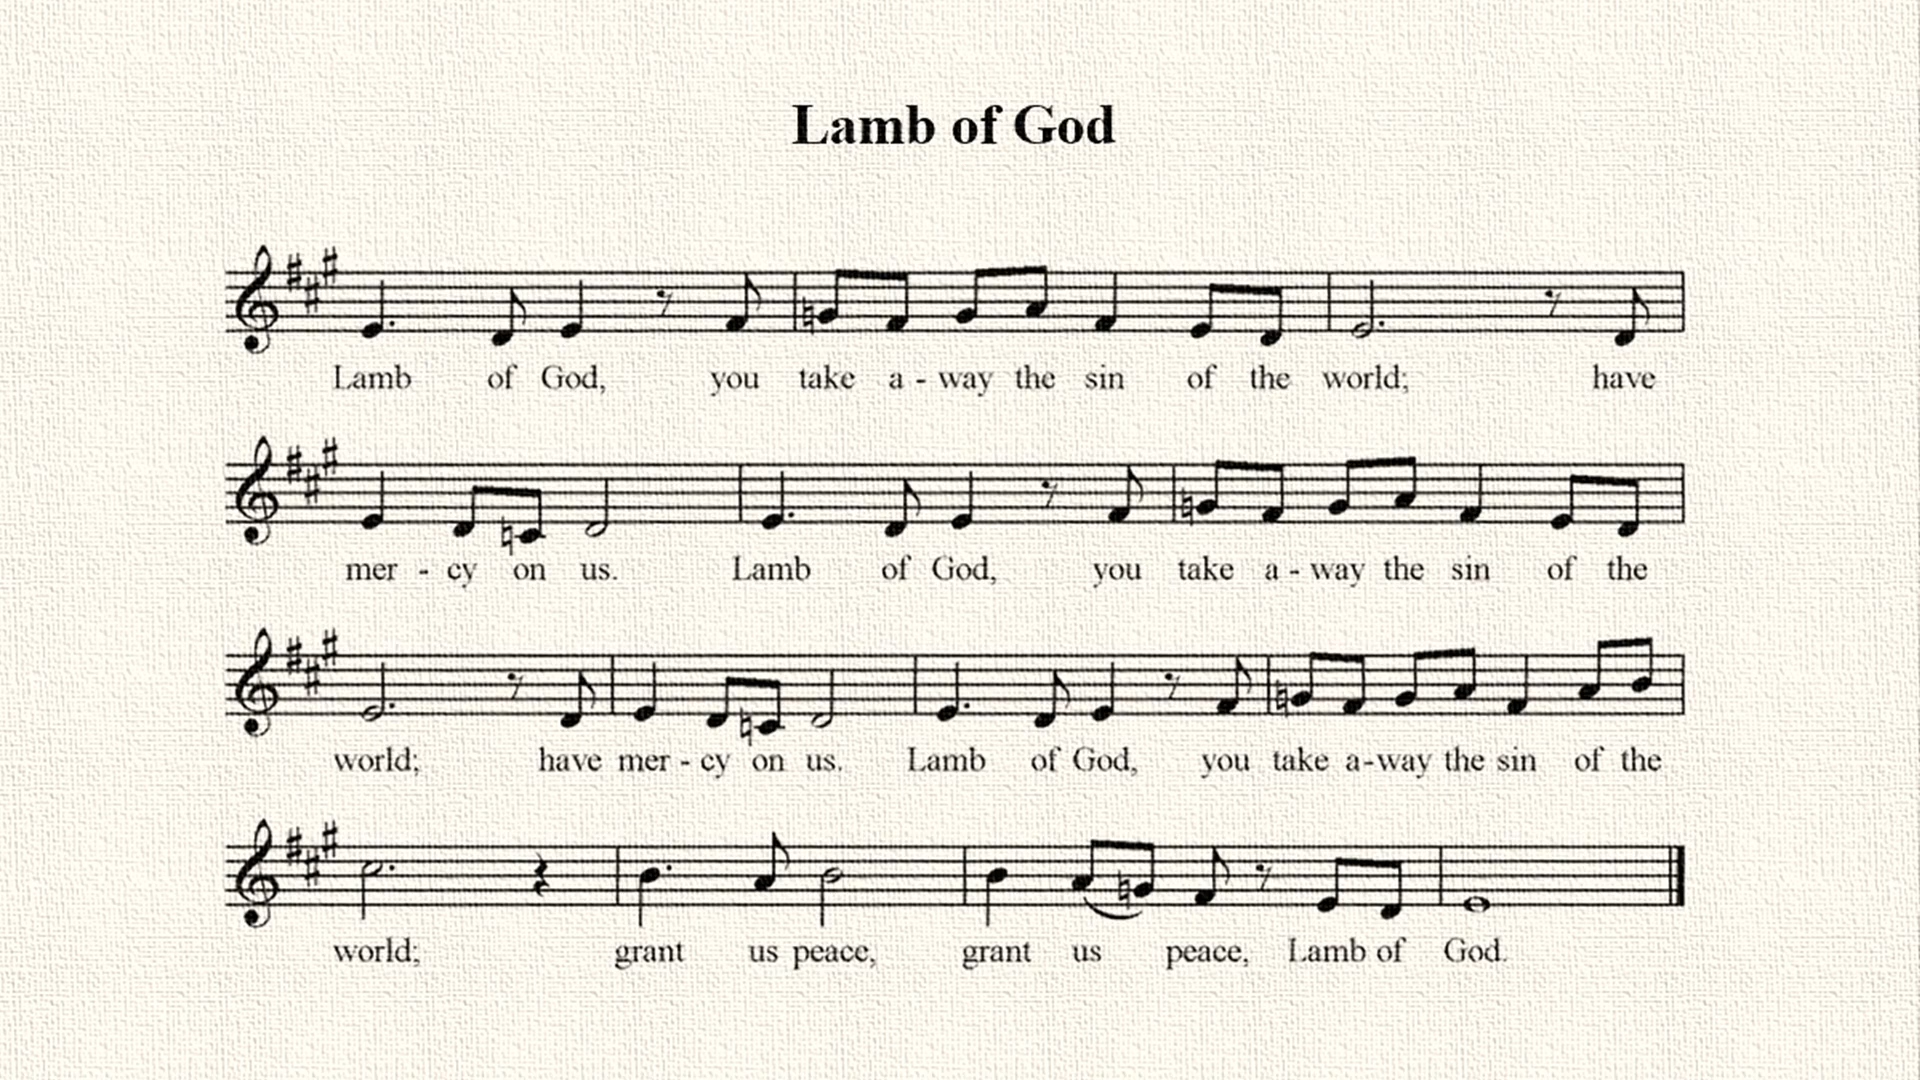 Lamb of God
Lamb of God, you take a - way the sin of the world; have
mer - cy on us. Lamb of God, you take a - way the sin of the
world; have mer - cy on us. Lamb of God, you take a-way the sin of the
world; grant us peace, grant us peace, Lamb of God.